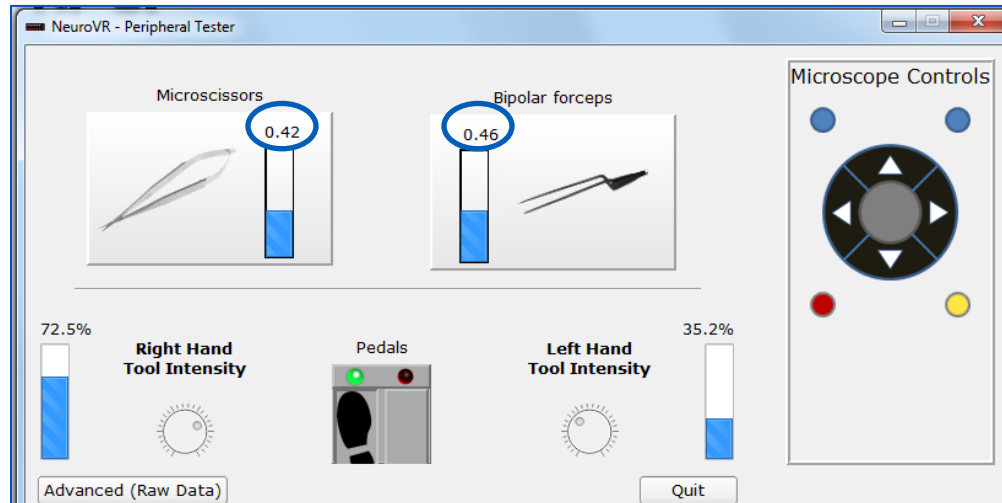 NeuroVR - Peripheral Tester
Microscissors
0.42
Bipolar forceps
0.46
Microscope Controls
72.5%
Right Hand
Tool Intensity
Pedals
Left Hand
Tool Intensity
35.2%
Advanced (Raw Data)
Quit